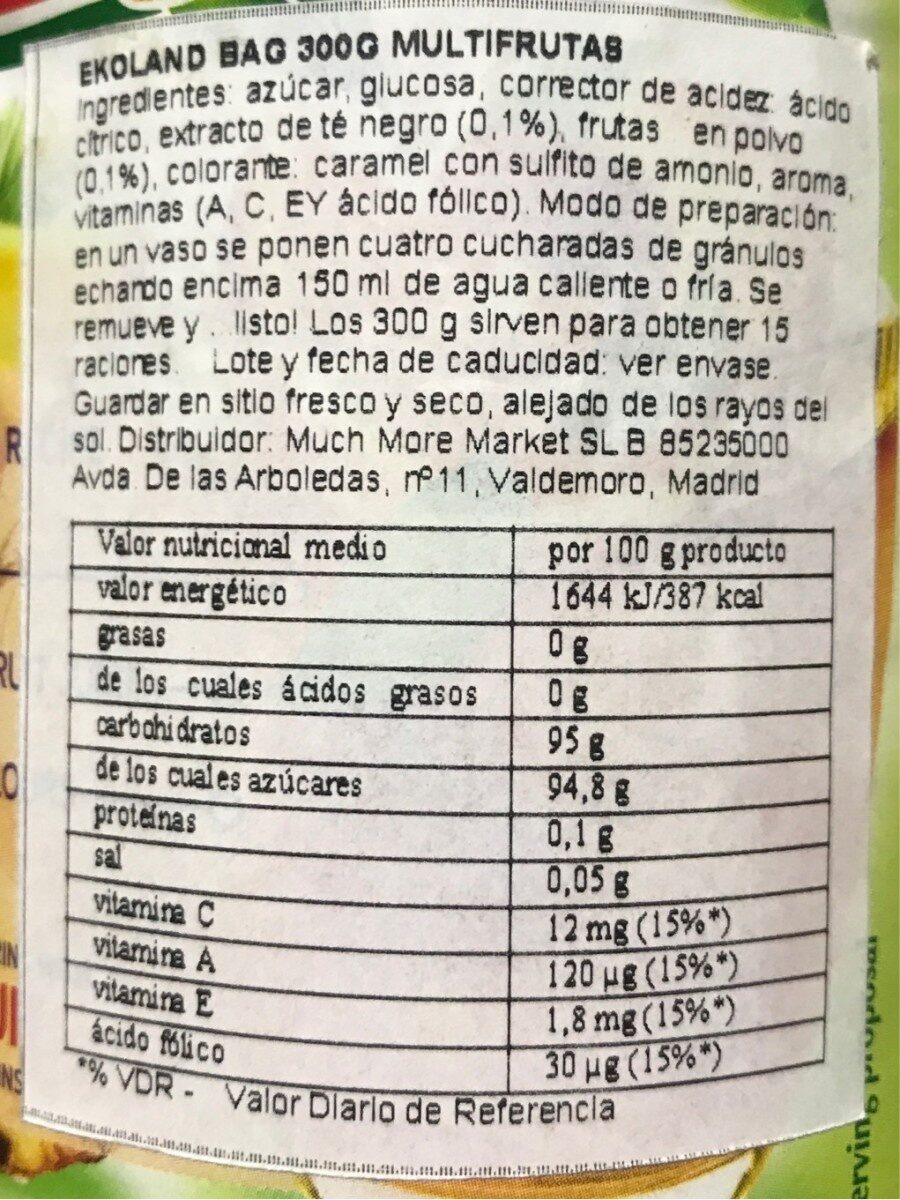 EKOLAND BAG 300G MULTIFRUTAS
Ingredientes: azúcar, glucosa, corrector de acidez: ácido
cítrico, extracto de té negro (0,1%), frutas en polvo
(0,1%), colorante: caramel con sulfito de amonio, aroma,
vitaminas (A, C, EY ácido fólico). Modo de preparación:
en un vaso se ponen cuatro cucharadas de gránulos
echando encima 150 ml de agua caliente o fría. Se
remueve y .. listo! Los 300 g sirven para obtener 15
raciones. Lote y fecha de caducidad: ver envase.
Guardar en sitio fresco y seco, alejado de los rayos del
sol. Distribuidor: Much More Market SL B 85235000
Avda. De las Arboledas, nº 11, Valdemoro, Madrid
Valor nutricional medio por 100 g producto
valor energético 1644 kJ/387 kcal
grasas 0 g
de los cuales ácidos grasos 0 g
carbohidratos 95 g
de los cuales azúcares 94,8 g
proteínas 0,1 g
sal 0,05 g
vitamina C 12 mg (15%*)
vitamina A 120 µg (15%*)
vitamina E 1,8 mg (15%*)
ácido fólico 30 µg (15%*)
*% VDR - Valor Diario de Referencia
erving proposal